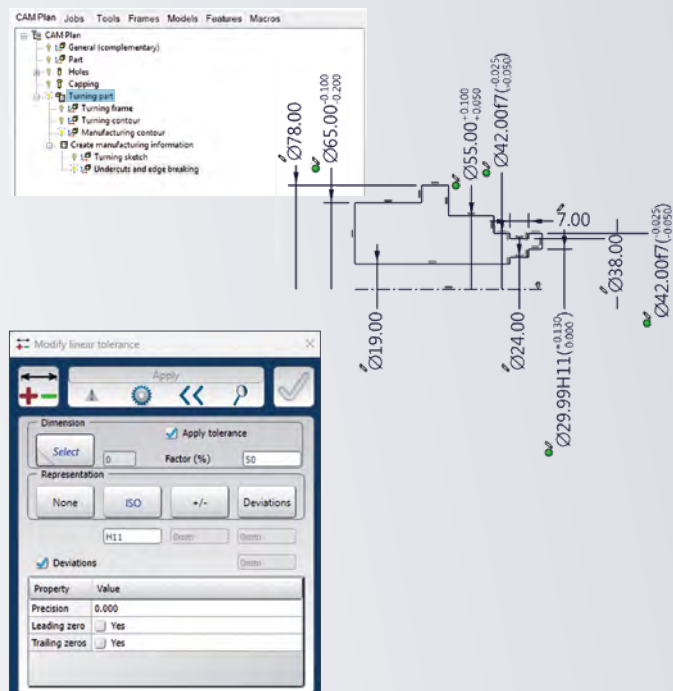 CAM Plan Jobs Tools Frames Models Features Macros
CAM Plan
General (complementary)
Part
Holes
Capping
Turning part
Turning frame
Turning contour
Manufacturing contour
Create manufacturing information
Turning sketch
Undercuts and edge breaking
Ø78.00
Ø65.00 -0.100 -0.200
Ø55.00 +0.100 +0.050
Ø42.00f7(-0.025 -0.050)
7.00
Ø19.00
Ø24.00
Ø29.99H11(+0.130 0.000)
Ø38.00
Ø42.00f7(-0.025 -0.050)
Modify linear tolerance
Apply
Dimension
Apply tolerance
Select
0
Factor (%)
50
Representation
None ISO +/- Deviations
H11 0mm 0mm
Deviations 0mm
Property Value
Precision 0.000
Leading zero Yes
Trailing zeros Yes